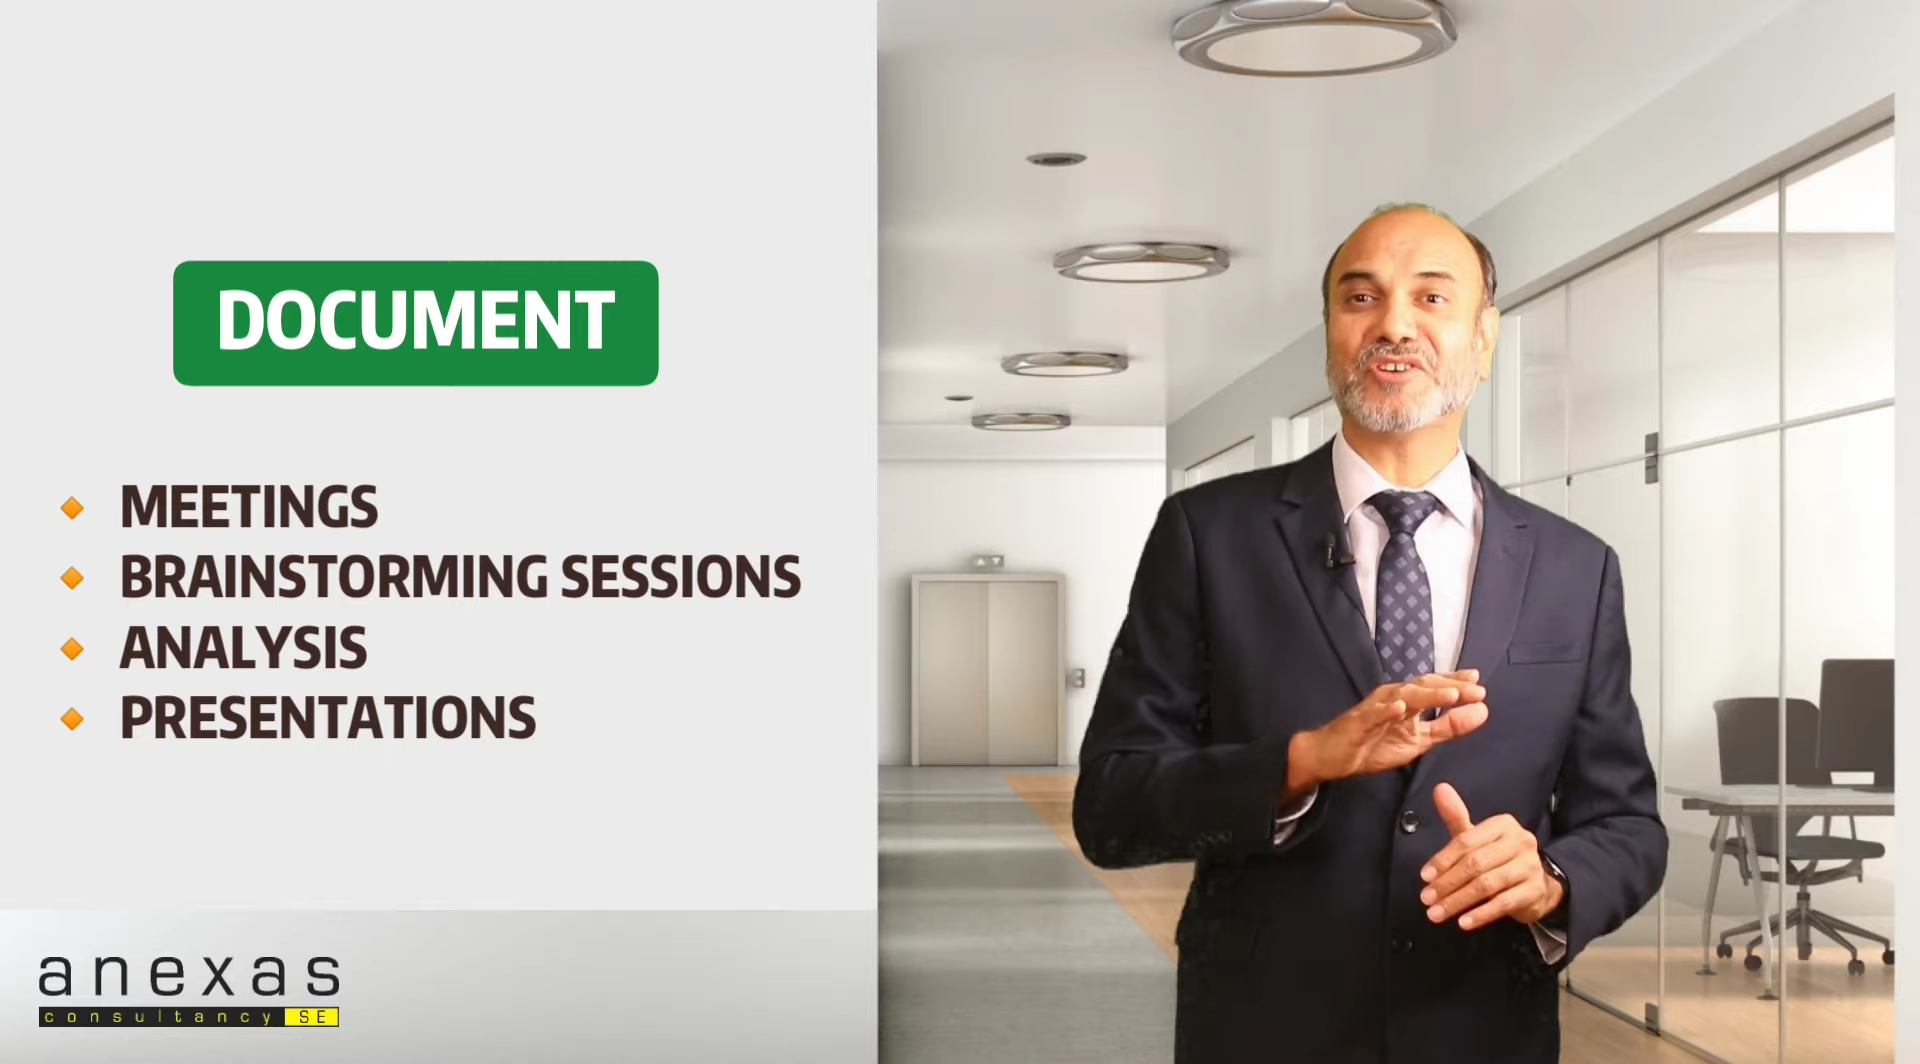 DOCUMENT
MEETINGS
BRAINSTORMING SESSIONS
ANALYSIS
PRESENTATIONS
anexas
consultancy SE